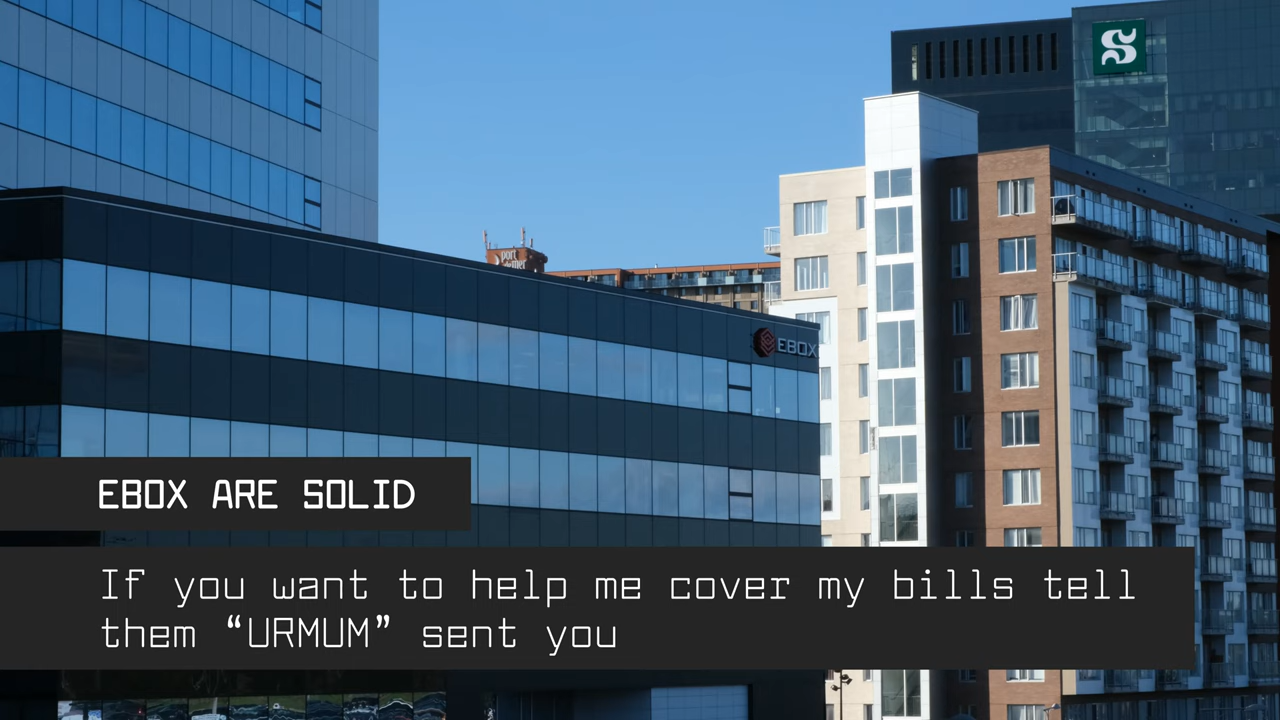 S
port
de mer
EBOX
EBOX ARE SOLID
If you want to help me cover my bills tell
them “URMUM” sent you